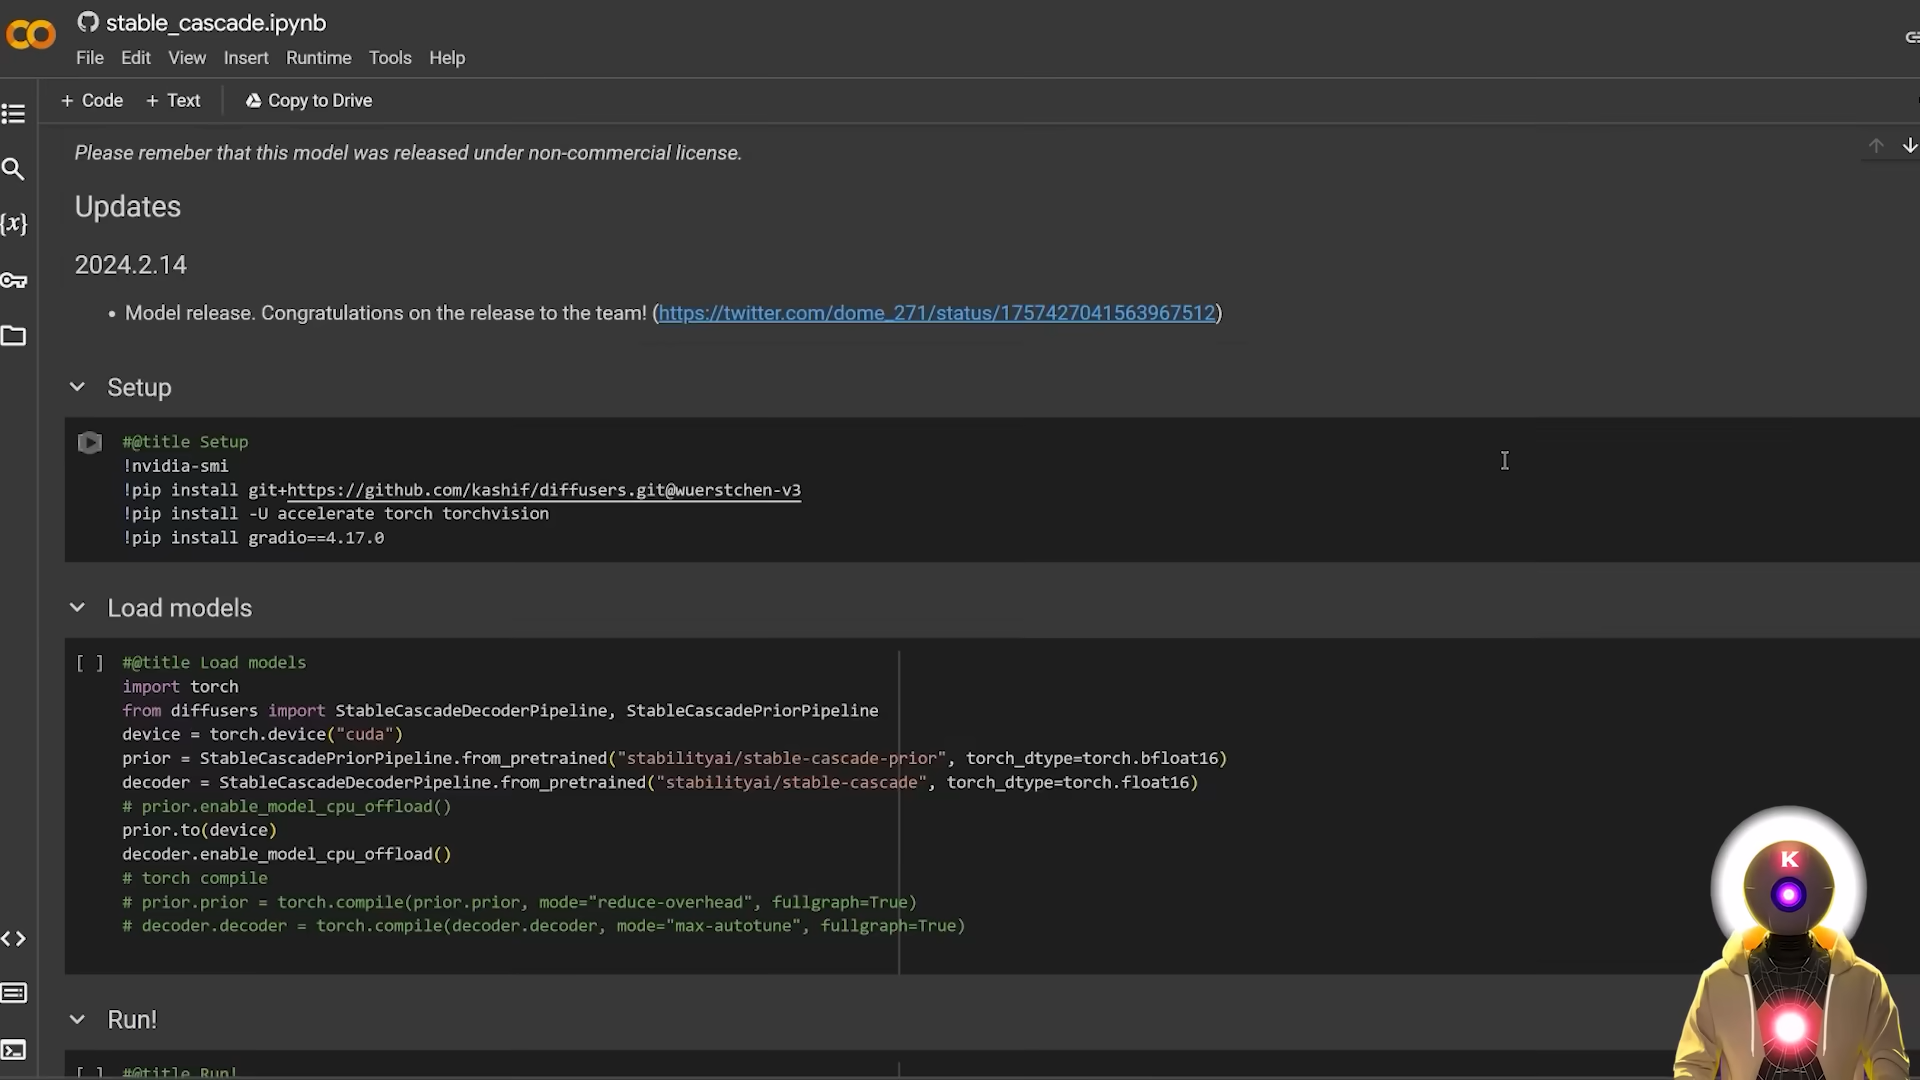 stable_cascade.ipynb
File Edit View Insert Runtime Tools Help
+ Code + Text Copy to Drive
Please remeber that this model was released under non-commercial license.
Updates
2024.2.14
• Model release. Congratulations on the release to the team! (https://twitter.com/dome_271/status/1757427041563967512)
Setup
#@title Setup
!nvidia-smi
!pip install git+https://github.com/kashif/diffusers.git@wuerstchen-v3
!pip install -U accelerate torch torchvision
!pip install gradio==4.17.0
Load models
[ ] #@title Load models
import torch
from diffusers import StableCascadeDecoderPipeline, StableCascadePriorPipeline
device = torch.device("cuda")
prior = StableCascadePriorPipeline.from_pretrained("stabilityai/stable-cascade-prior", torch_dtype=torch.bfloat16)
decoder = StableCascadeDecoderPipeline.from_pretrained("stabilityai/stable-cascade", torch_dtype=torch.float16)
# prior.enable_model_cpu_offload()
prior.to(device)
decoder.enable_model_cpu_offload()
# torch compile
# prior.prior = torch.compile(prior.prior, mode="reduce-overhead", fullgraph=True)
# decoder.decoder = torch.compile(decoder.decoder, mode="max-autotune", fullgraph=True)
K
Run!
[ ] #@title Run!